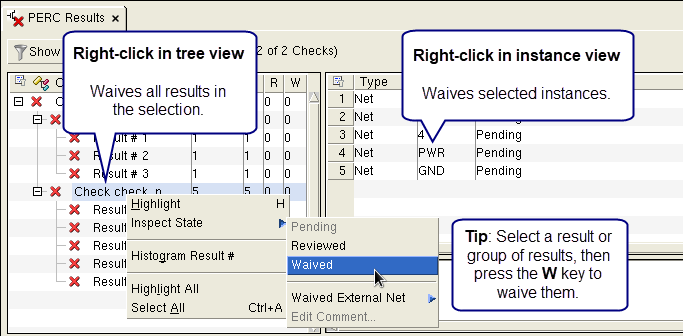 PERC Results
Show
2 of 2 Checks)
Right-click in tree view
Waives all results in
the selection.
Right-click in instance view
Waives selected instances.
R W
Type
0 0
1 Net
0 0
2 Net
Result # 1 1 1 0 0
3 Net 4 Pending
Result # 2 1 1 0 0
4 Net PWR Pending
Result # 3 1 1 0 0
5 Net GND Pending
Check check_n 5 5 0 0
Result
Result
Result
Result
Result
Highlight H
Inspect State
Histogram Result #
Highlight All
Select All Ctrl+A
Pending
Reviewed
Waived
Waived External Net
Edit Comment...
Tip: Select a result or
group of results, then
press the W key to
waive them.